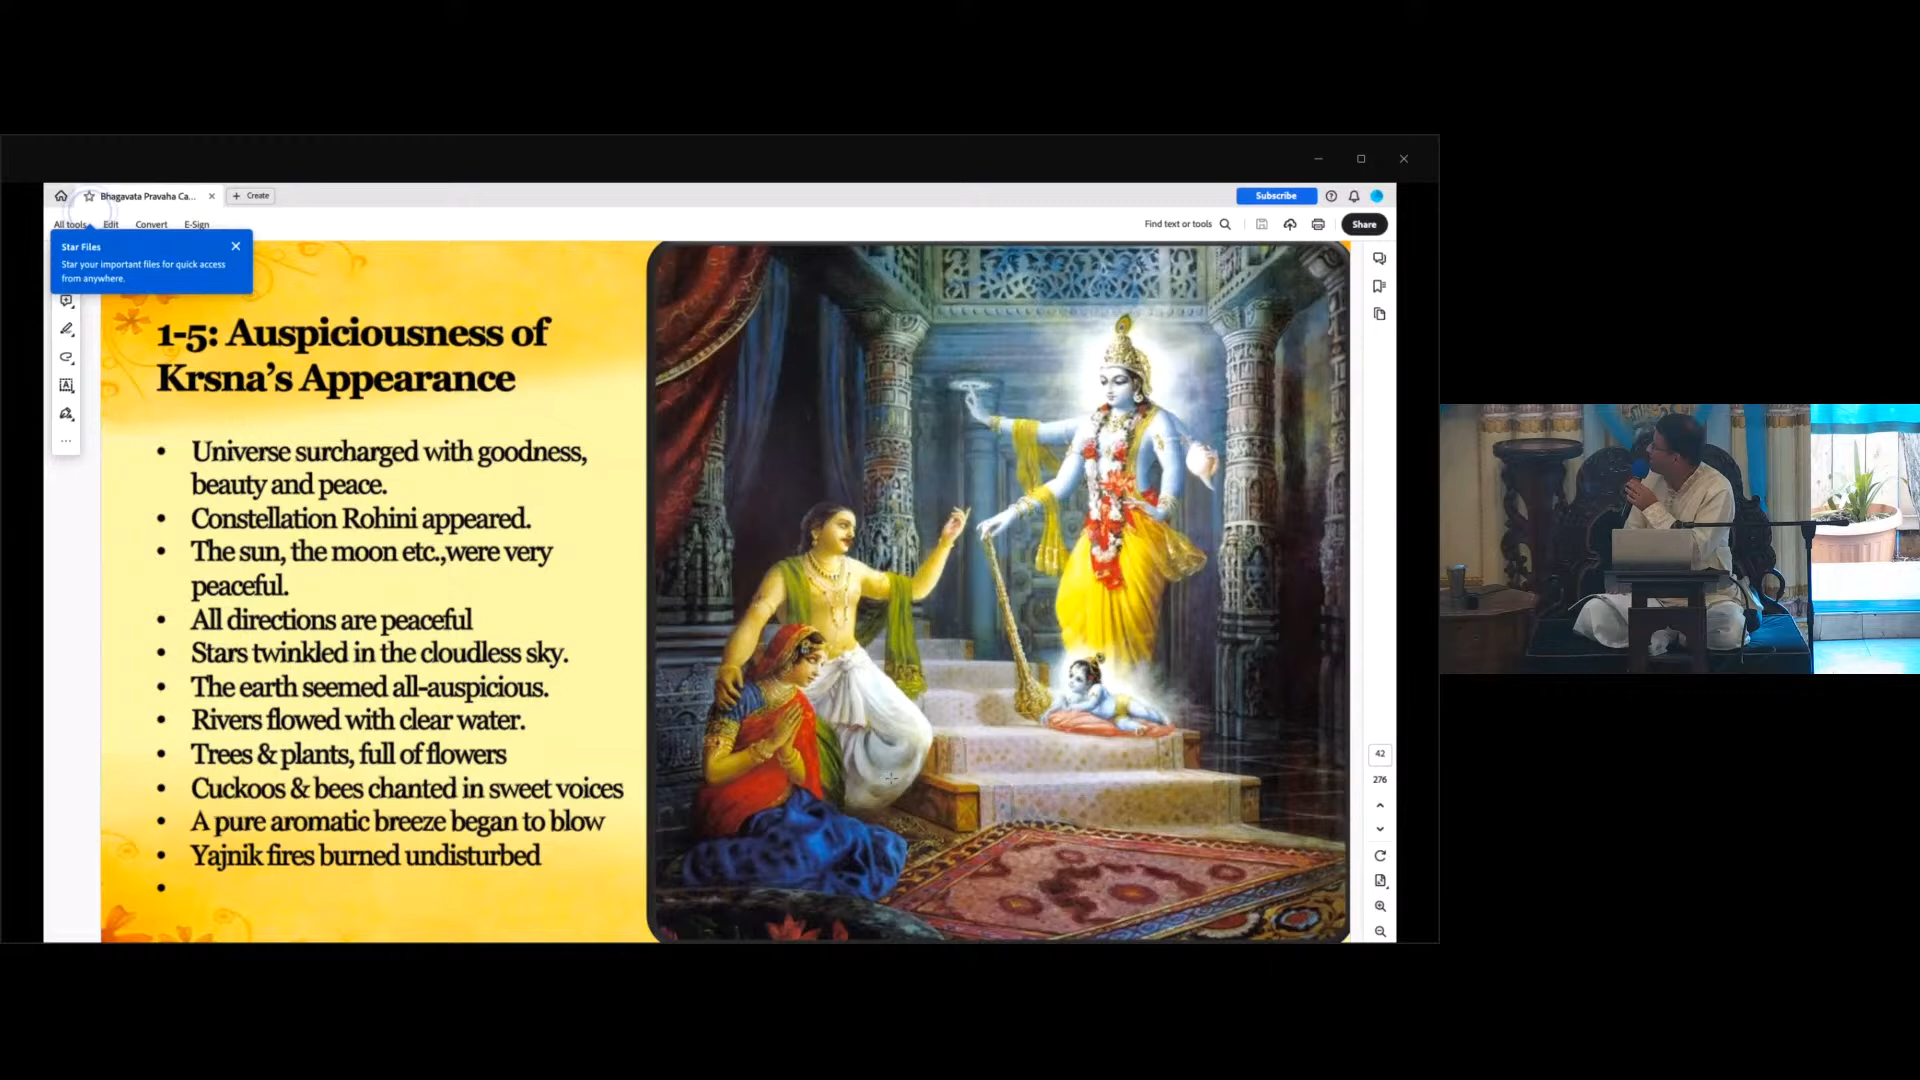 Bhagavata Pravaha Ca...
Create
Subscribe
All tools
Edit
Convert
E-Sign
Find text or tools
Share
Star Files
Star your important files for quick access
from anywhere.
1-5: Auspiciousness of
Krsna's Appearance
• Universe surcharged with goodness,
beauty and peace.
• Constellation Rohini appeared.
• The sun, the moon etc.,were very
peaceful.
• All directions are peaceful
• Stars twinkled in the cloudless sky.
• The earth seemed all-auspicious.
• Rivers flowed with clear water.
• Trees & plants, full of flowers
• Cuckoos & bees chanted in sweet voices
• A pure aromatic breeze began to blow
• Yajnik fires burned undisturbed
•
42
276